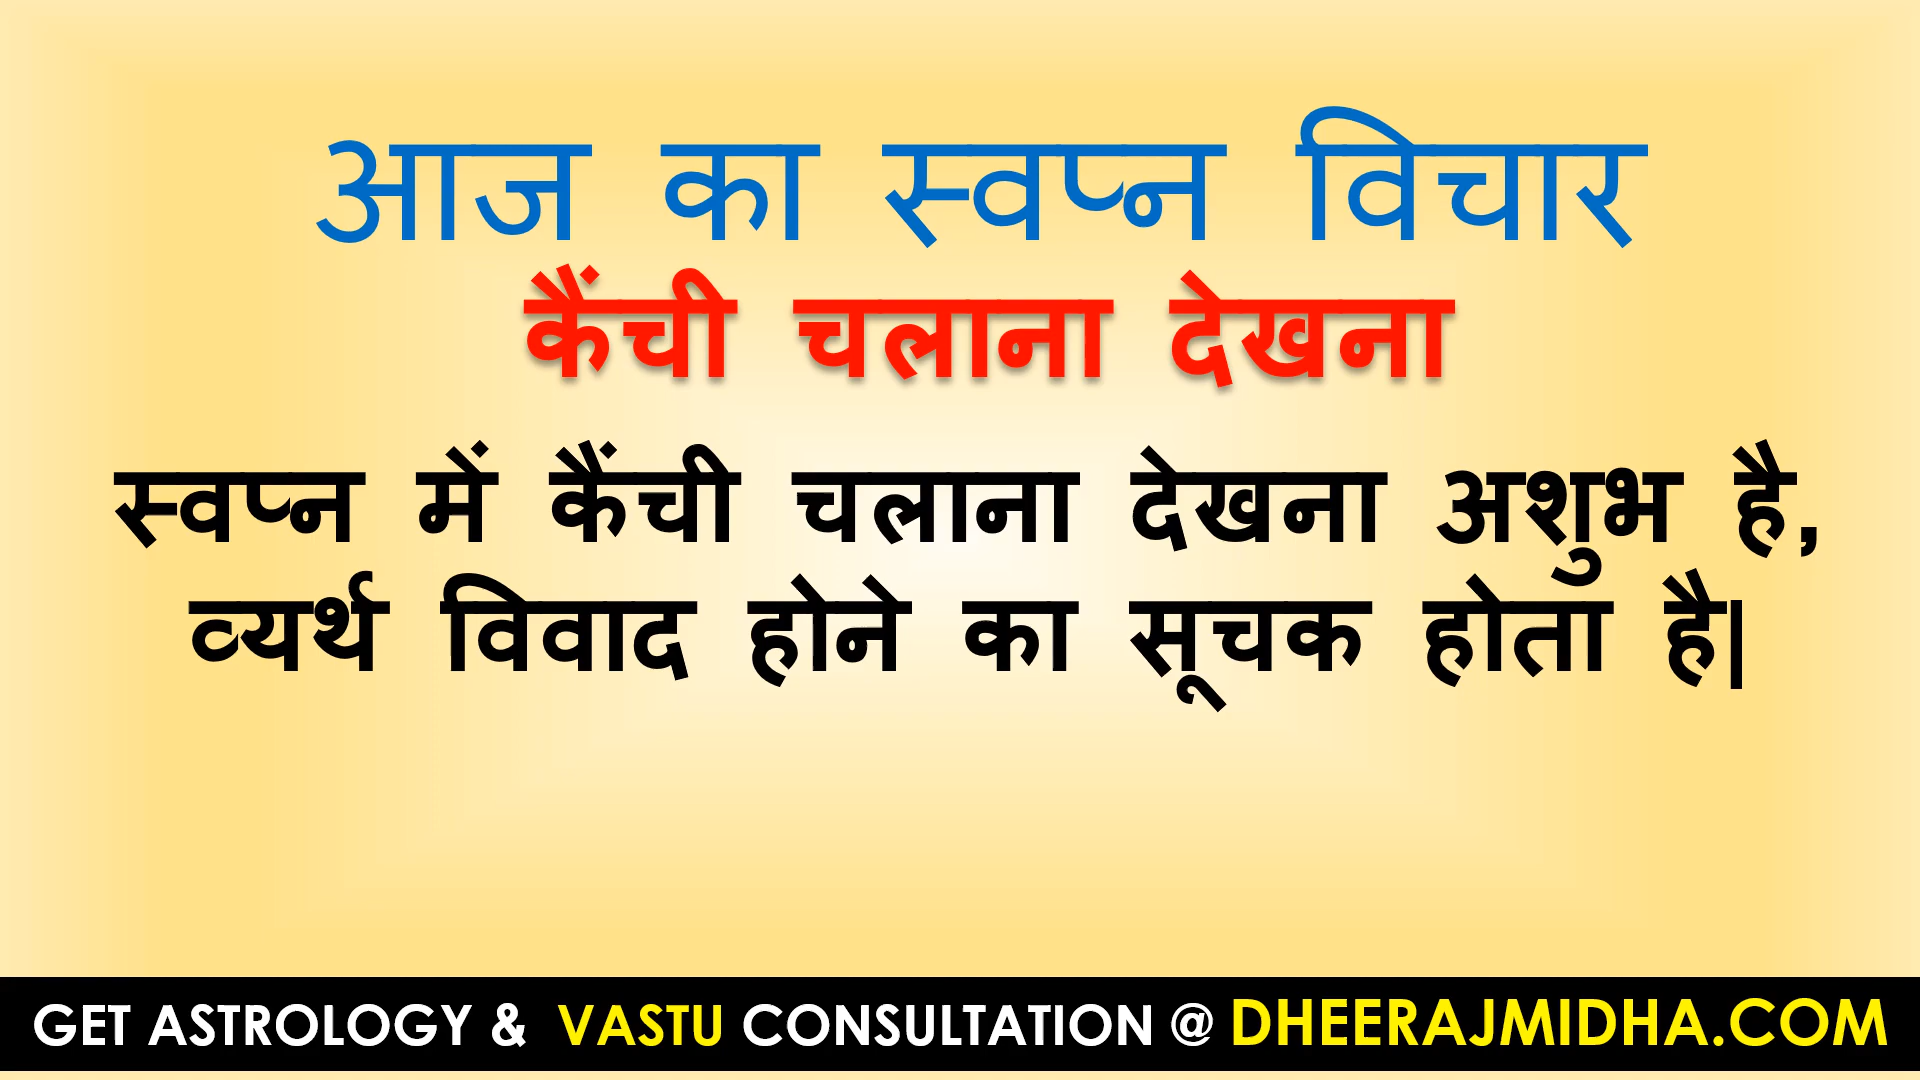 आज का स्वप्न विचार
कैंची चलाना देखना
स्वप्न में कैंची चलाना देखना अशुभ है,
व्यर्थ विवाद होने का सूचक होता है|
GET ASTROLOGY & VASTU CONSULTATION @ DHEERAJMIDHA.COM